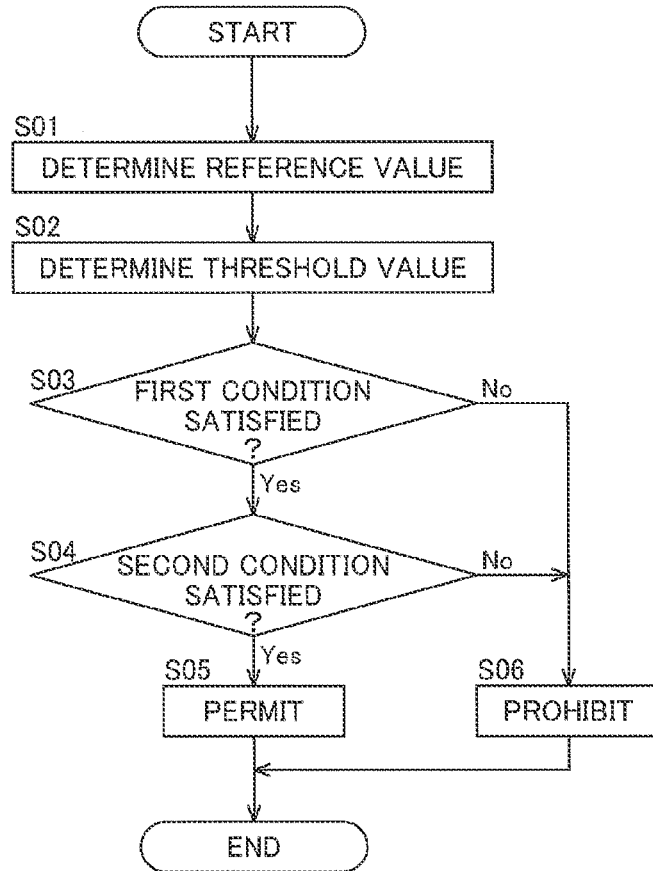 START
S01
DETERMINE REFERENCE VALUE
S02
DETERMINE THRESHOLD VALUE
S03
FIRST CONDITION
SATISFIED
?
No
Yes
S04
SECOND CONDITION
SATISFIED
?
No
Yes
S05
PERMIT
S06
PROHIBIT
END